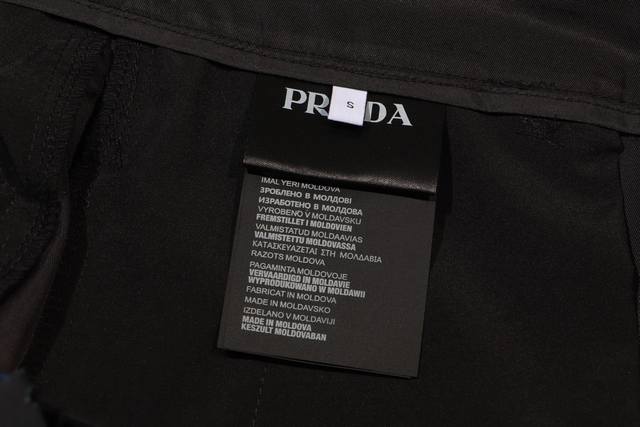 PRADA
S
IMAL YERI MOLDOVA
ЗРОБЛЕНО В МОЛДОВІ
ИЗРАБОТЕНО В МОЛДОВА
VYROBENO V MOLDAVSKU
FREMSTILLET I MOLDOVIEN
VALMISTATUD MOLDAAVIAS
VALMISTETTU MOLDOVASSA
ΚΑΤΑΣΚΕΥΑΖΕΤΑΙ ΣΤΗ ΜΟΛΔΑΒΙΑ
RAZOTS MOLDOVA
PAGAMINTA MOLDOVOJE
VERVAARDIGD IN MOLDAVIE
WYPRODUKOWANO W MOLDAWII
FABRICAT IN MOLDOVA
MADE IN MOLDAVSKO
IZDELANO V MOLDAVIJI
MADE IN MOLDOVA
KESZULT MOLDOVABAN